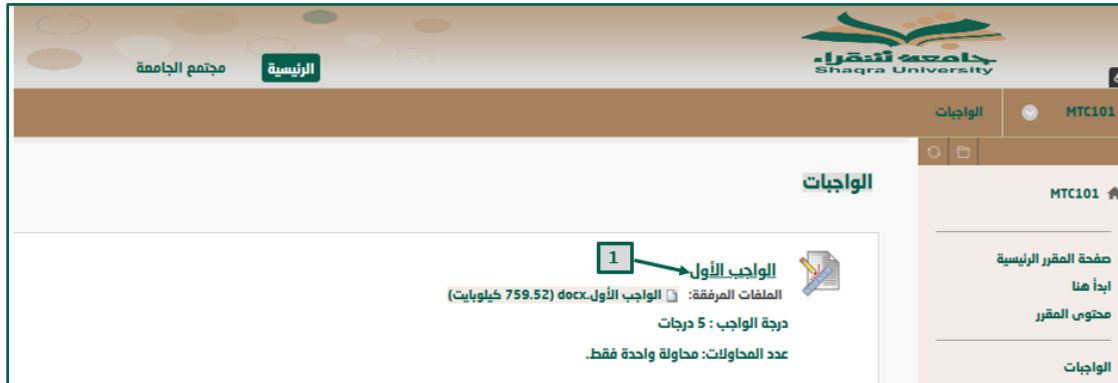 جامعة شقراء
Shaqra University
الرئيسية
مجتمع الجامعة
MTC101
الواجبات
MTC101
صفحة المقرر الرئيسية
ابدأ هنا
محتوى المقرر
الواجبات
الواجبات
1
الواجب الأول
الملفات المرفقة: الواجب الأول.docx (759.52 كيلوبايت)
درجة الواجب : 5 درجات
عدد المحاولات: محاولة واحدة فقط.